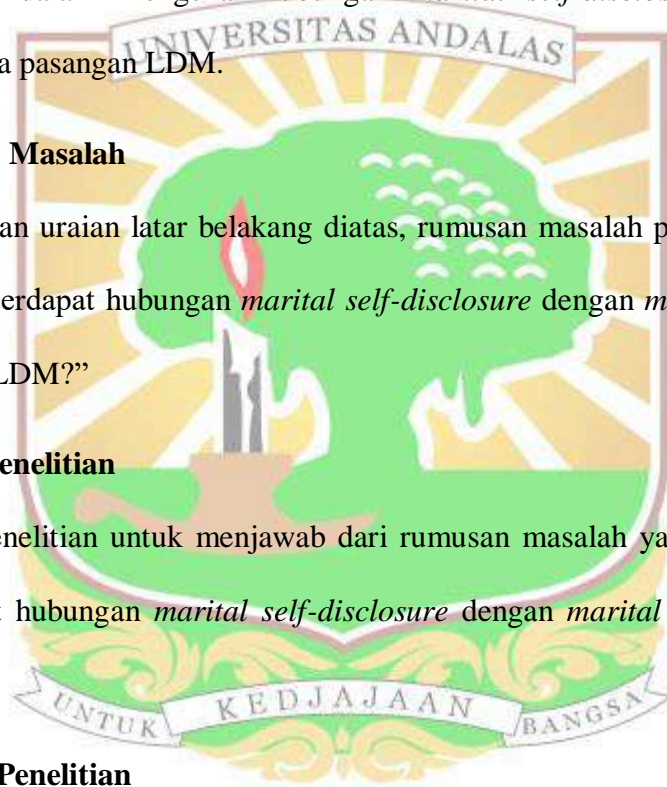 hubungan
UNIVERSITAS ANDALAS
a pasangan LDM.
Masalah
an uraian latar belakang diatas, rumusan masalah p
erdapat hubungan marital self-disclosure dengan m
LDM?”
enelitian
enelitian untuk menjawab dari rumusan masalah ya
hubungan marital self-disclosure dengan marital
UNTUK KEDJAJAAN BANGSA
Penelitian